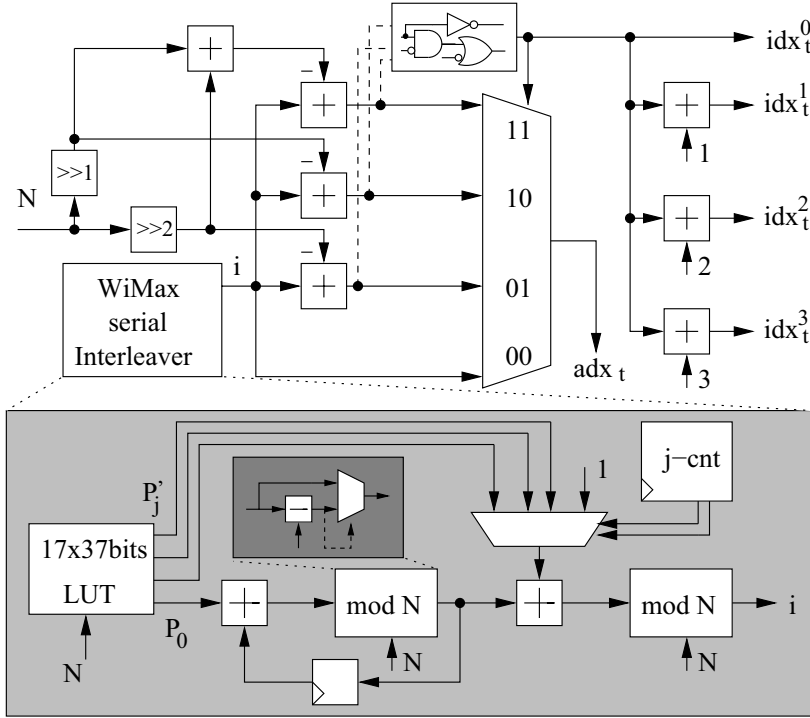 +
−
+
−
+
−
+
>>1
N
>>2
i
WiMax
serial
Interleaver
11
10
01
00
adx t
idx t 0
+
idx t 1
1
+
idx t 2
2
+
idx t 3
3
P j '
17x37bits
LUT
N
P 0
+-
mod N
N
1
j−cnt
+-
mod N
N
i